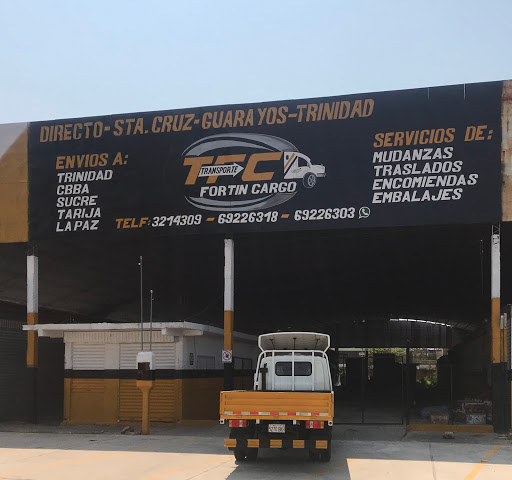 DIRECTO-STA. CRUZ-GUARAYOS-TRINIDAD
ENVIOS A:
TRINIDAD
CBBA
SUCRE
TARIJA
LA PAZ
TFC
TRANSPORTE
FORTIN CARGO
SERVICIOS DE:
MUDANZAS
TRASLADOS
ENCOMIENDAS
EMBALAJES
TELF: 3214309 - 69226318 - 69226303